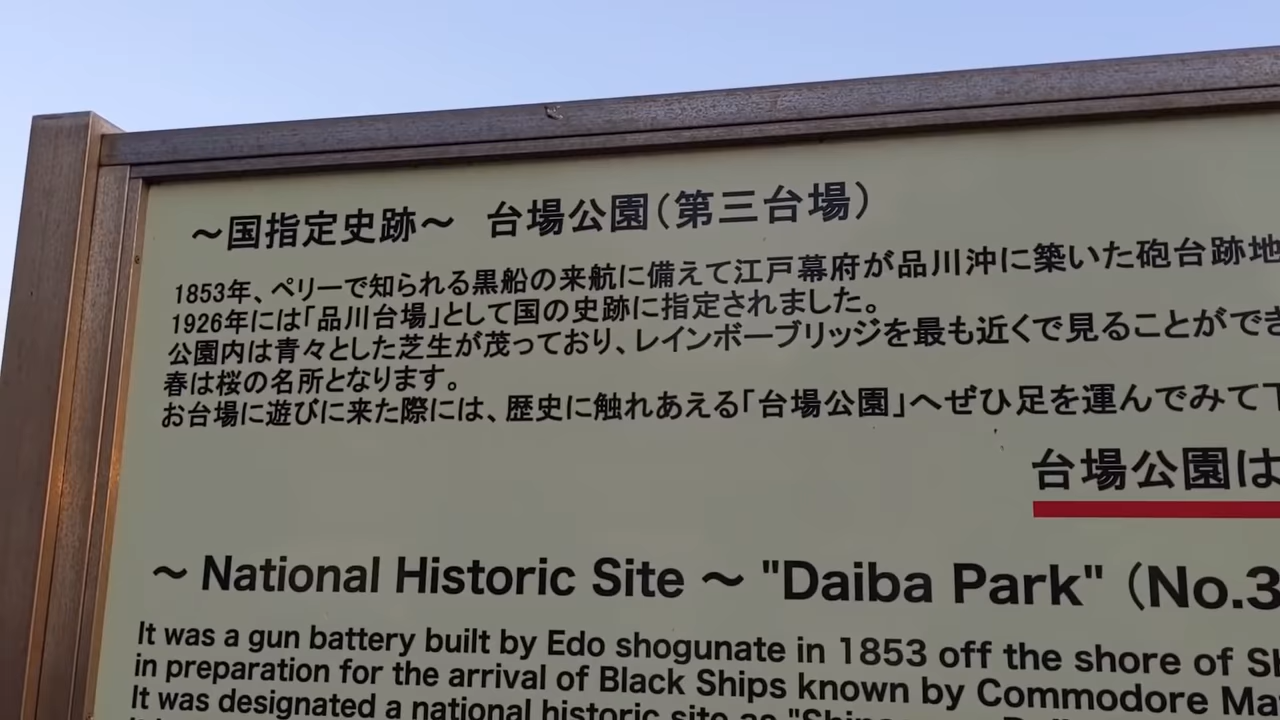 ～国指定史跡～ 台場公園（第三台場）
1853年、ペリーで知られる黒船の来航に備えて江戸幕府が品川沖に築いた砲台跡地
1926年には「品川台場」として国の史跡に指定されました。
公園内は青々とした芝生が茂っており、レインボーブリッジを最も近くで見ることができ
春は桜の名所となります。
お台場に遊びに来た際には、歴史に触れあえる「台場公園」へぜひ足を運んでみて下
台場公園は
～ National Historic Site ～ "Daiba Park" (No.3
It was a gun battery built by Edo shogunate in 1853 off the shore of Sh
in preparation for the arrival of Black Ships known by Commodore Ma
It was designated a national historic site as